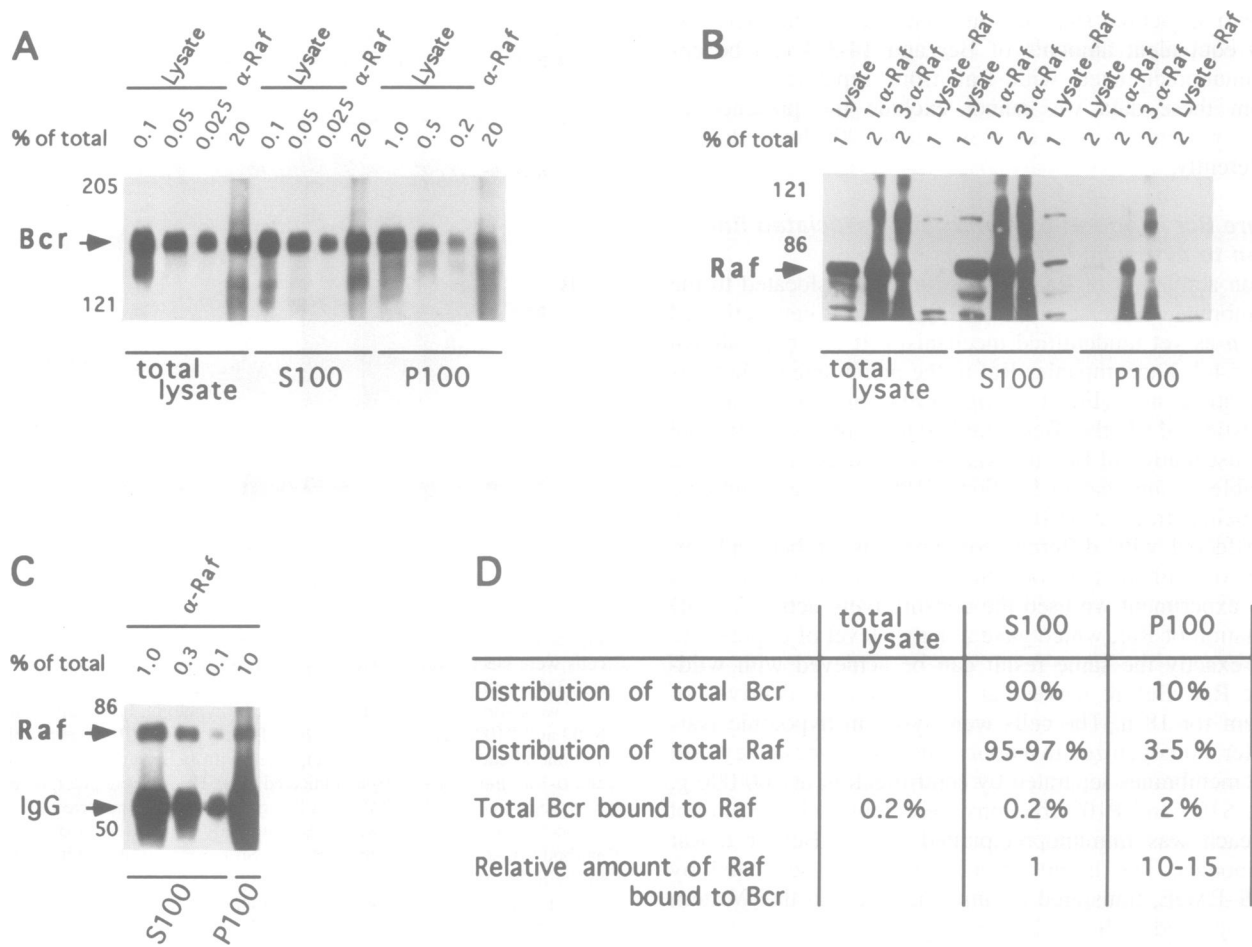 A
Lysate
α-Raf
Lysate
α-Raf
Lysate
α-Raf
% of total
0.1 0.05 0.025 20 0.1 0.05 0.025 20 1.0 0.5 0.2 20
205
Bcr
121
total lysate
S100
P100
B
Lysate
1.α-Raf
3.α-Raf
Lysate-Raf
Lysate
1.α-Raf
3.α-Raf
Lysate-Raf
Lysate
1.α-Raf
3.α-Raf
Lysate-Raf
% of total
1 2 2 1 1 2 2 1 2 2 2 2
121
86
Raf
total lysate
S100
P100
C
α-Raf
% of total
1.0 0.3 0.1 10
86
Raf
IgG
50
S100
P100
D
total lysate S100 P100
Distribution of total Bcr 90% 10%
Distribution of total Raf 95-97 % 3-5 %
Total Bcr bound to Raf 0.2% 0.2% 2%
Relative amount of Raf bound to Bcr 1 10-15